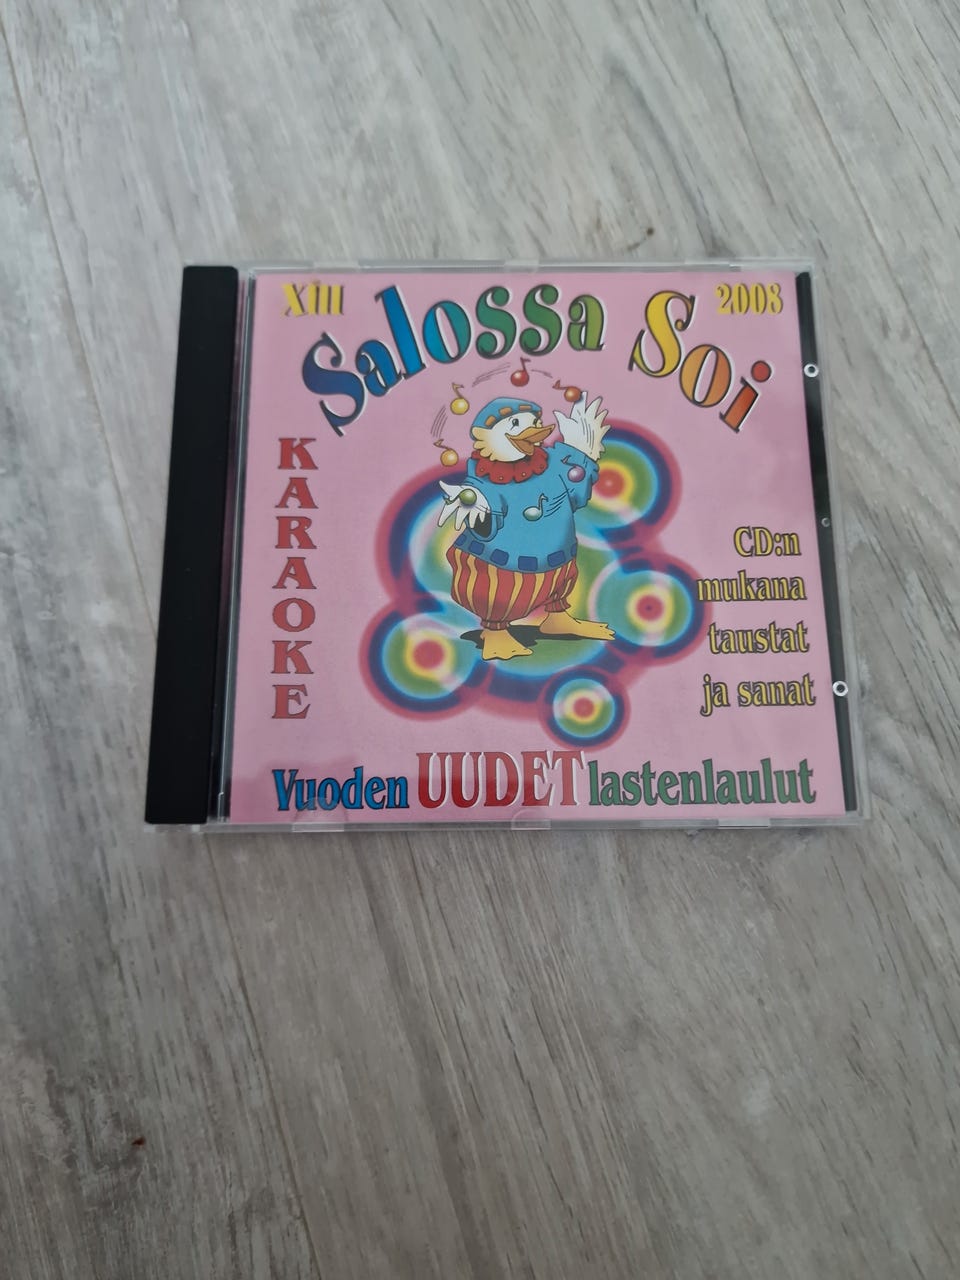 XIII
Salossa Soi
2008
KARAOKE
CD:n
mukana
taustat
ja sanat
Vuoden UUDET lastenlaulut